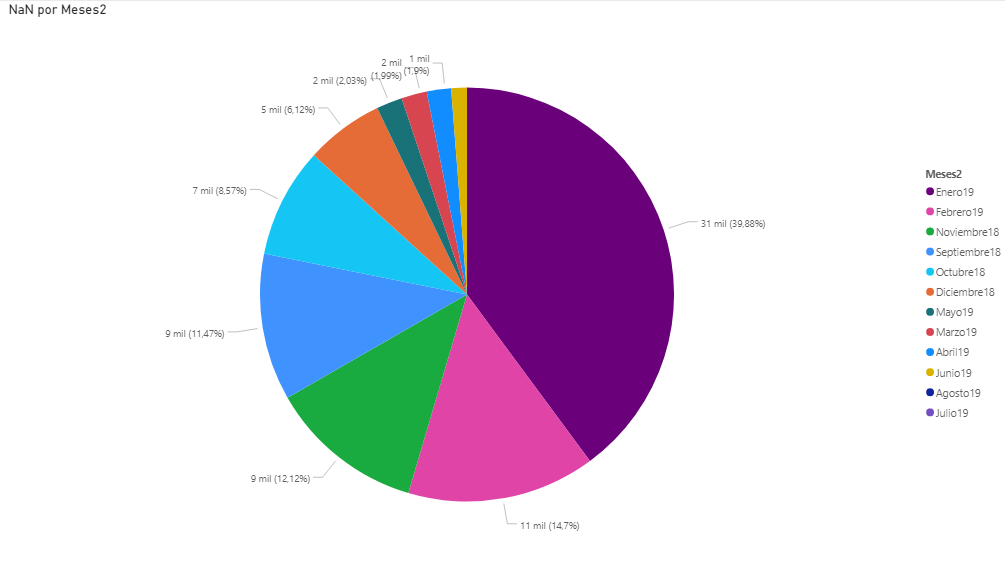 NaN por Meses2
1 mil
(1,9%)
2 mil
(1,99%)
2 mil (2,03%)
5 mil (6,12%)
7 mil (8,57%)
9 mil (11,47%)
9 mil (12,12%)
11 mil (14,7%)
31 mil (39,88%)
Meses2
Enero19
Febrero19
Noviembre18
Septiembre18
Octubre18
Diciembre18
Mayo19
Marzo19
Abril19
Junio19
Agosto19
Julio19